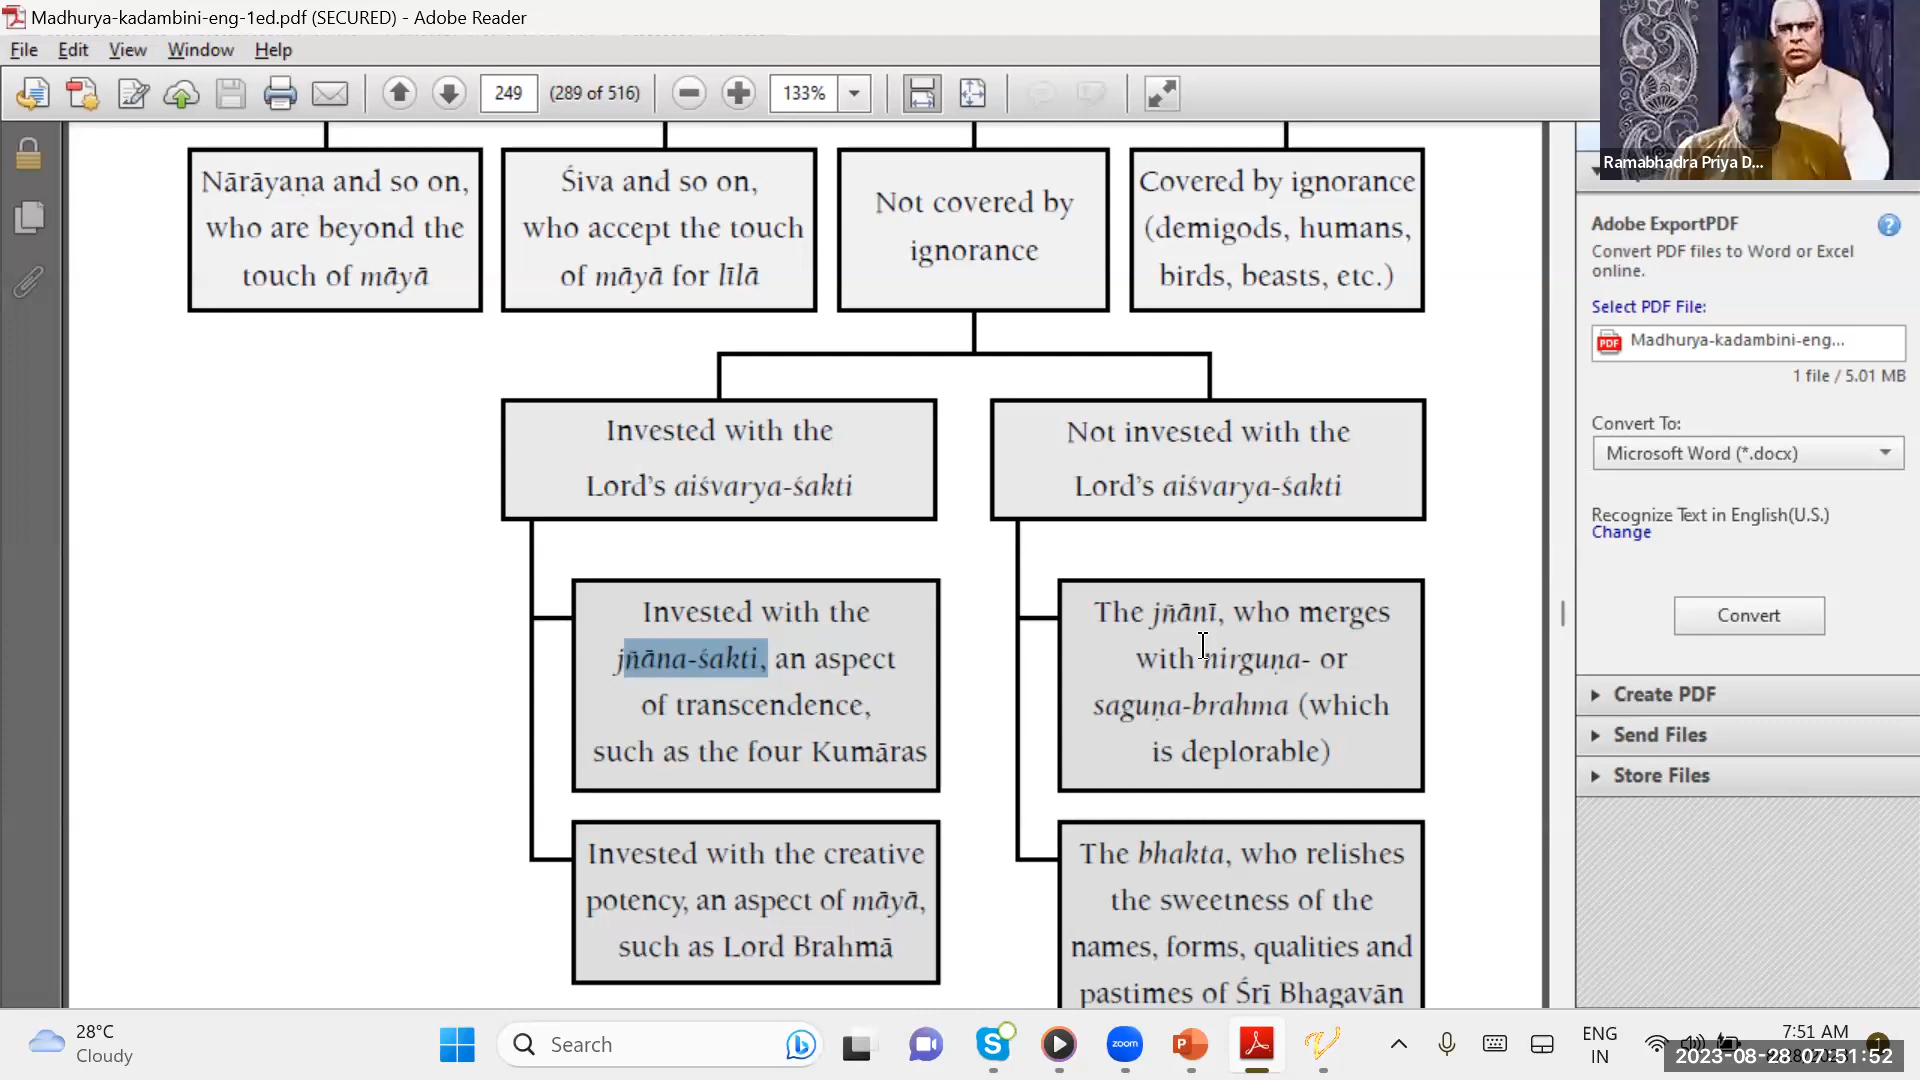 Madhurya-kadambini-eng-1ed.pdf (SECURED) - Adobe Reader
File Edit View Window Help
249 (289 of 516) 133%
Ramabhadra Priya D...
Nārāyaṇa and so on,
who are beyond the
touch of māyā
Śiva and so on,
who accept the touch
of māyā for līlā
Not covered by
ignorance
Covered by ignorance
(demigods, humans,
birds, beasts, etc.)
Invested with the
Lord's aiśvarya-śakti
Not invested with the
Lord's aiśvarya-śakti
Invested with the
jñāna-śakti, an aspect
of transcendence,
such as the four Kumāras
The jñānī, who merges
with nirguṇa- or
saguṇa-brahma (which
is deplorable)
Invested with the creative
potency, an aspect of māyā,
such as Lord Brahmā
The bhakta, who relishes
the sweetness of the
names, forms, qualities and
pastimes of Śrī Bhagavān
Adobe ExportPDF
Convert PDF files to Word or Excel
online.
Select PDF File:
PDF Madhurya-kadambini-eng...
1 file / 5.01 MB
Convert To:
Microsoft Word (*.docx)
Recognize Text in English(U.S.)
Change
Convert
Create PDF
Send Files
Store Files
28°C
Cloudy
Search
zoom
ENG
IN
7:51 AM
2023-08-28 07:51:52